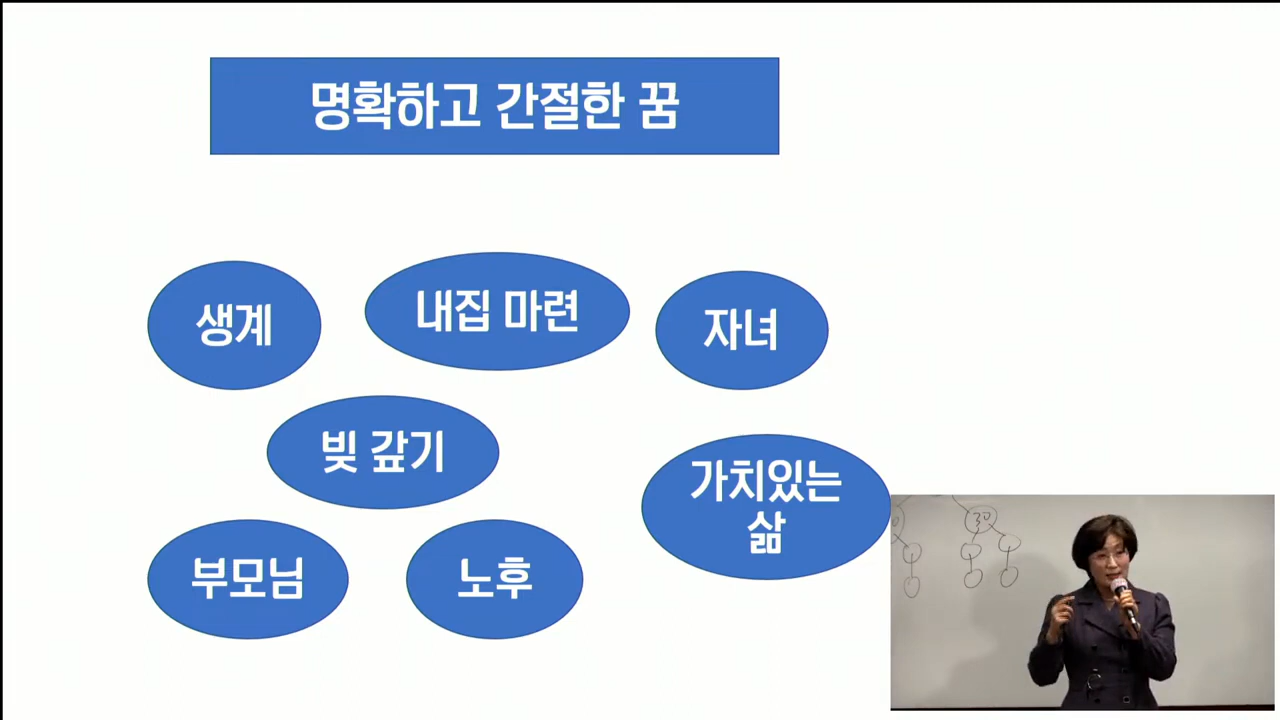 명확하고 간절한 꿈
생계
내집 마련
자녀
빚 갚기
가치있는
삶
부모님
노후